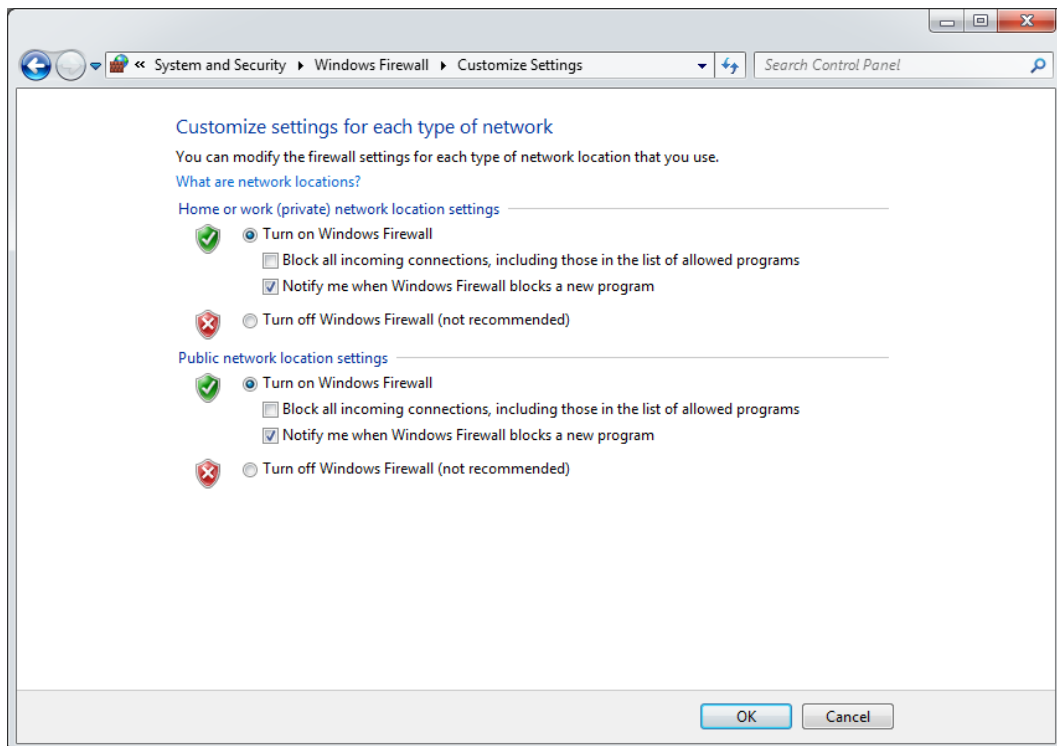 « System and Security ▸ Windows Firewall ▸ Customize Settings
Search Control Panel
Customize settings for each type of network
You can modify the firewall settings for each type of network location that you use.
What are network locations?
Home or work (private) network location settings
Turn on Windows Firewall
Block all incoming connections, including those in the list of allowed programs
Notify me when Windows Firewall blocks a new program
Turn off Windows Firewall (not recommended)
Public network location settings
Turn on Windows Firewall
Block all incoming connections, including those in the list of allowed programs
Notify me when Windows Firewall blocks a new program
Turn off Windows Firewall (not recommended)
OK
Cancel